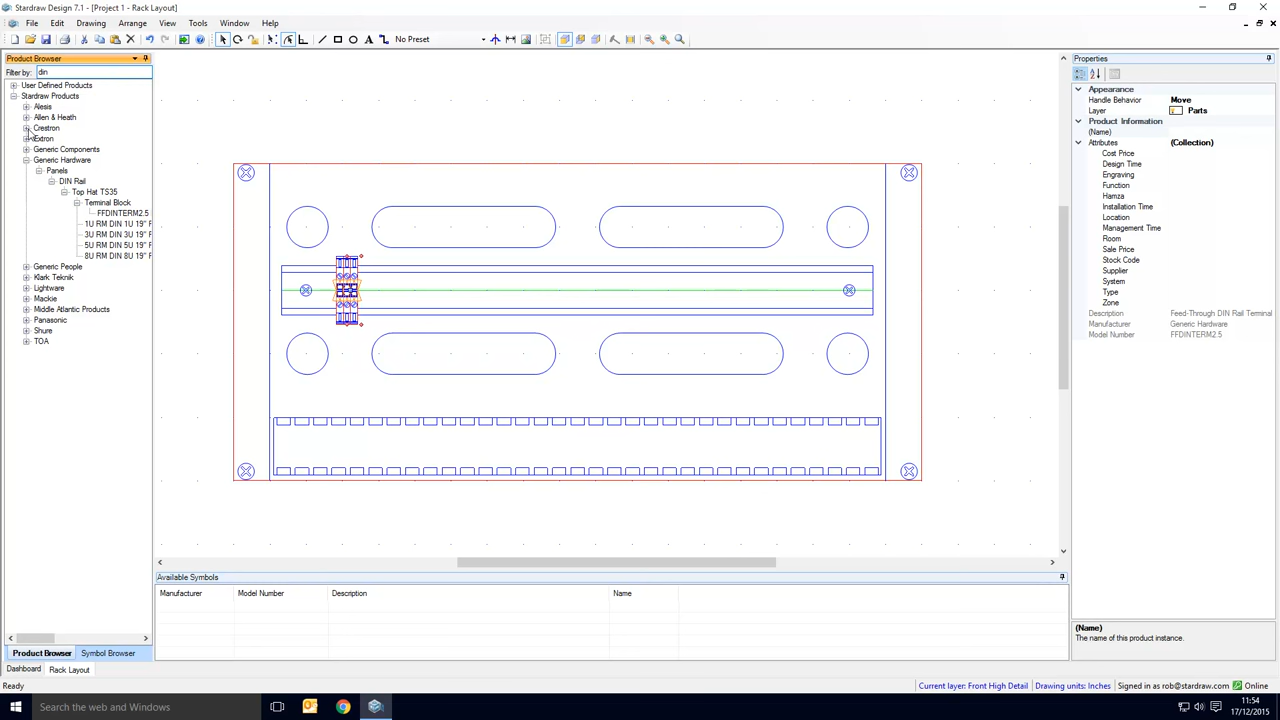 Stardraw Design 7.1 - [Project 1 - Rack Layout]
File Edit Drawing Arrange View Tools Window Help
No Preset
Product Browser
Filter by: din
User Defined Products
Stardraw Products
Alesis
Allen & Heath
Crestron
Extron
Generic Components
Generic Hardware
Panels
DIN Rail
Top Hat TS35
Terminal Block
FFDINTERM2.5
1U RM DIN 1U 19"
3U RM DIN 3U 19"
5U RM DIN 5U 19"
8U RM DIN 8U 19"
Generic People
Klark Teknik
Lightware
Mackie
Middle Atlantic Products
Panasonic
Shure
TOA
Product Browser Symbol Browser
Dashboard Rack Layout
Available Symbols
Manufacturer Model Number Description Name
Properties
Appearance
Handle Behavior Move
Layer Parts
Product Information
(Name)
Attributes (Collection)
Cost Price
Design Time
Engraving
Function
Hamza
Installation Time
Location
Management Time
Room
Sale Price
Stock Code
Supplier
System
Type
Zone
Description Feed-Through DIN Rail Terminal
Manufacturer Generic Hardware
Model Number FFDINTERM2.5
(Name)
The name of this product instance.
Ready Current layer: Front High Detail Drawing units: Inches Signed in as rob@stardraw.com Online
Search the web and Windows
11:54
17/12/2015